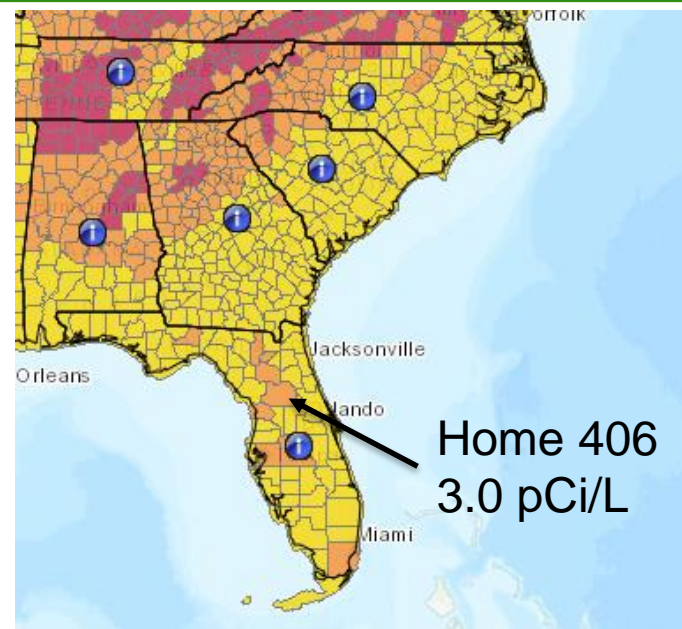 orfolk
Jacksonville
Orleans
lando
Home 406
3.0 pCi/L
Miami